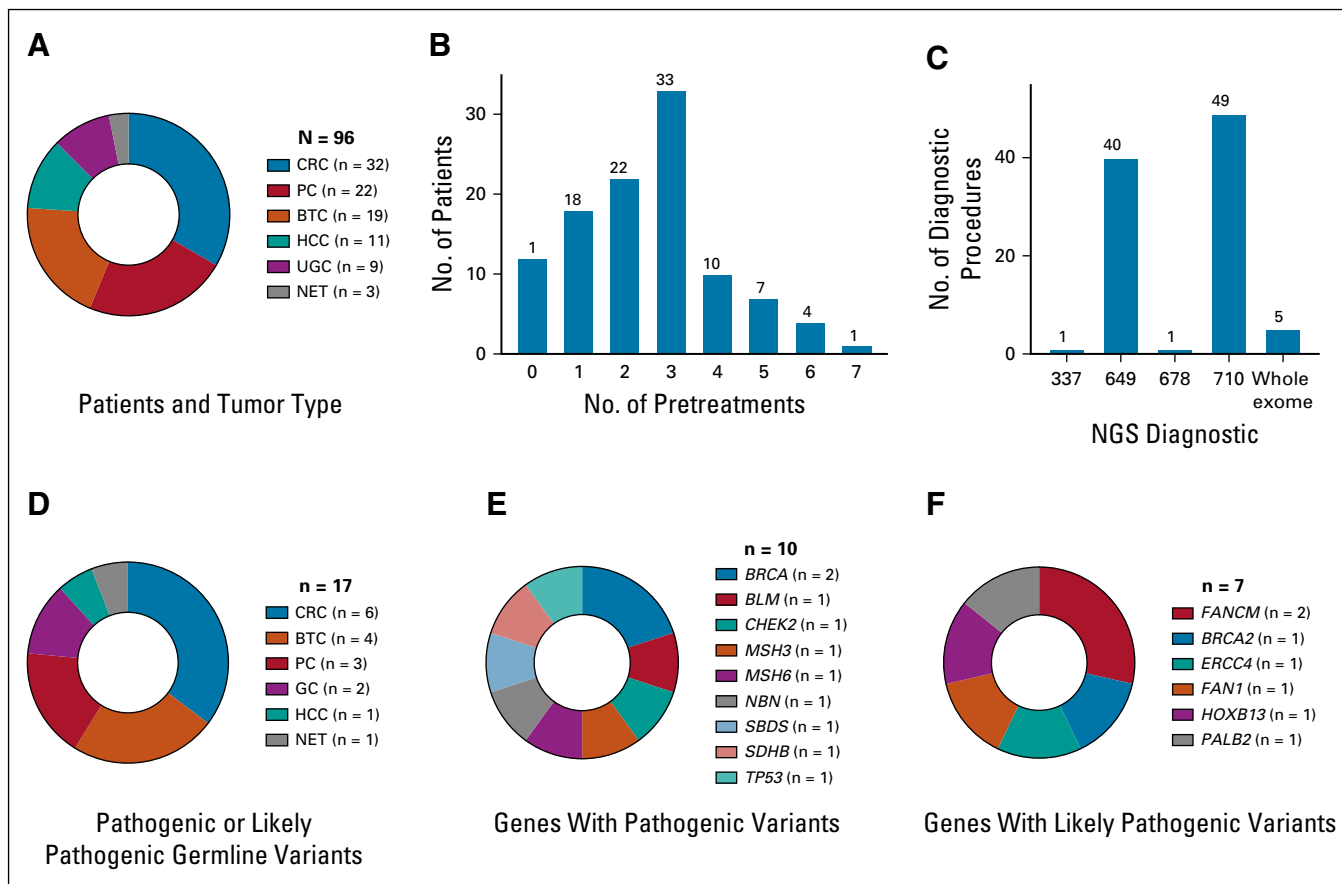 A
N = 96
CRC (n = 32)
PC (n = 22)
BTC (n = 19)
HCC (n = 11)
UGC (n = 9)
NET (n = 3)
Patients and Tumor Type
B
No. of Patients
30
20
10
0
1
18
22
33
10
7
4
1
0 1 2 3 4 5 6 7
No. of Pretreatments
C
No. of Diagnostic
Procedures
40
20
0
1
40
1
49
5
337 649 678 710 Whole
exome
NGS Diagnostic
D
n = 17
CRC (n = 6)
BTC (n = 4)
PC (n = 3)
GC (n = 2)
HCC (n = 1)
NET (n = 1)
Pathogenic or Likely
Pathogenic Germline Variants
E
n = 10
BRCA (n = 2)
BLM (n = 1)
CHEK2 (n = 1)
MSH3 (n = 1)
MSH6 (n = 1)
NBN (n = 1)
SBDS (n = 1)
SDHB (n = 1)
TP53 (n = 1)
Genes With Pathogenic Variants
F
n = 7
FANCM (n = 2)
BRCA2 (n = 1)
ERCC4 (n = 1)
FAN1 (n = 1)
HOXB13 (n = 1)
PALB2 (n = 1)
Genes With Likely Pathogenic Variants